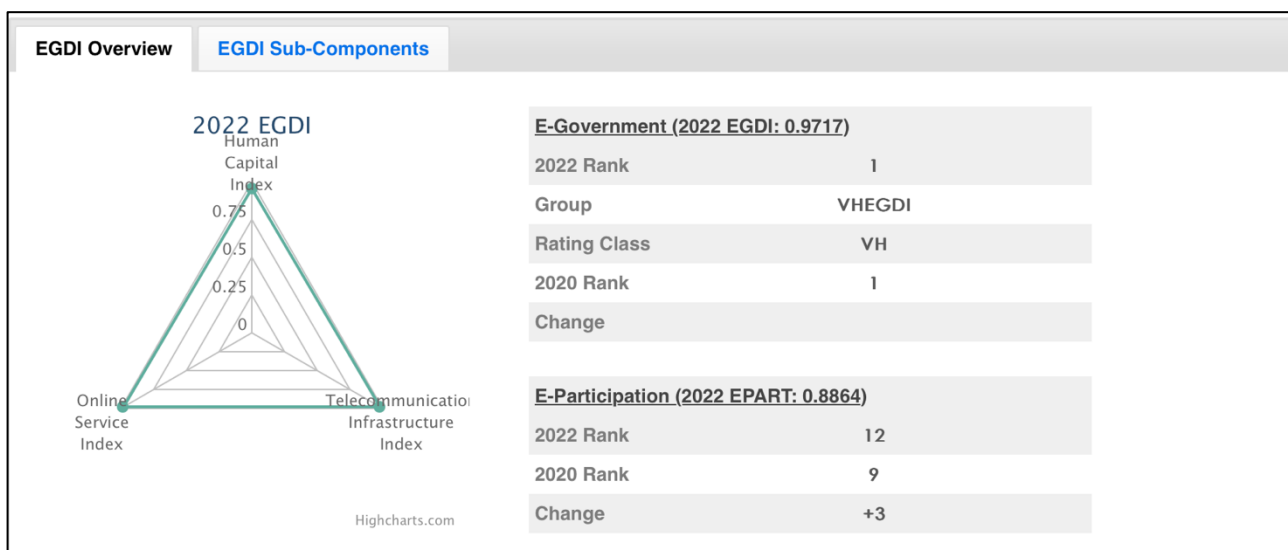 EGDI Overview
EGDI Sub-Components
2022 EGDI
Human
Capital
Index
0.75
0.5
0.25
0
Online
Service
Index
Telecommunicatio
Infrastructure
Index
Highcharts.com
E-Government (2022 EGDI: 0.9717)
2022 Rank 1
Group VHEGDI
Rating Class VH
2020 Rank 1
Change
E-Participation (2022 EPART: 0.8864)
2022 Rank 12
2020 Rank 9
Change +3